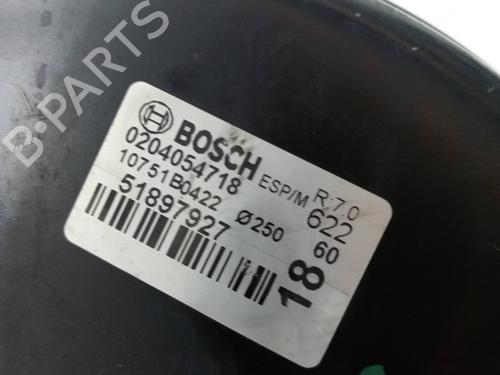 B-PARTS
BOSCH
0204054718 ESP/M R:7.0
10751B0422 Ø250 622
51897927 60
18